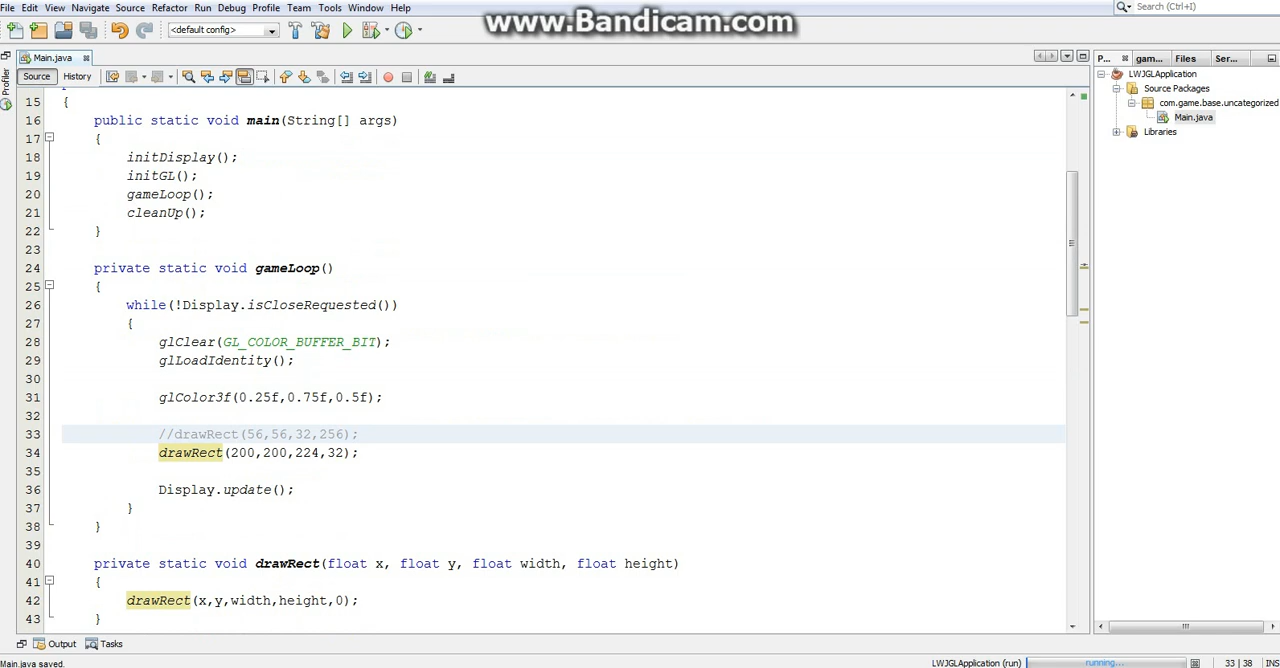 File Edit View Navigate Source Refactor Run Debug Profile Team Tools Window Help
www.Bandicam.com
Search (Ctrl+I)
<default config>
Main.java
P... gam... Files Ser...
Source History
Profiler
LWJGLApplication
Source Packages
com.game.base.uncategorized
Main.java
Libraries
15 {
16 public static void main(String[] args)
17 {
18 initDisplay();
19 initGL();
20 gameLoop();
21 cleanUp();
22 }
23
24 private static void gameLoop()
25 {
26 while(!Display.isCloseRequested())
27 {
28 glClear(GL_COLOR_BUFFER_BIT);
29 glLoadIdentity();
30
31 glColor3f(0.25f,0.75f,0.5f);
32
33 //drawRect(56,56,32,256);
34 drawRect(200,200,224,32);
35
36 Display.update();
37 }
38 }
39
40 private static void drawRect(float x, float y, float width, float height)
41 {
42 drawRect(x,y,width,height,0);
43 }
Output Tasks
Main.java saved.
LWJGLApplication (run) running... 33 | 38